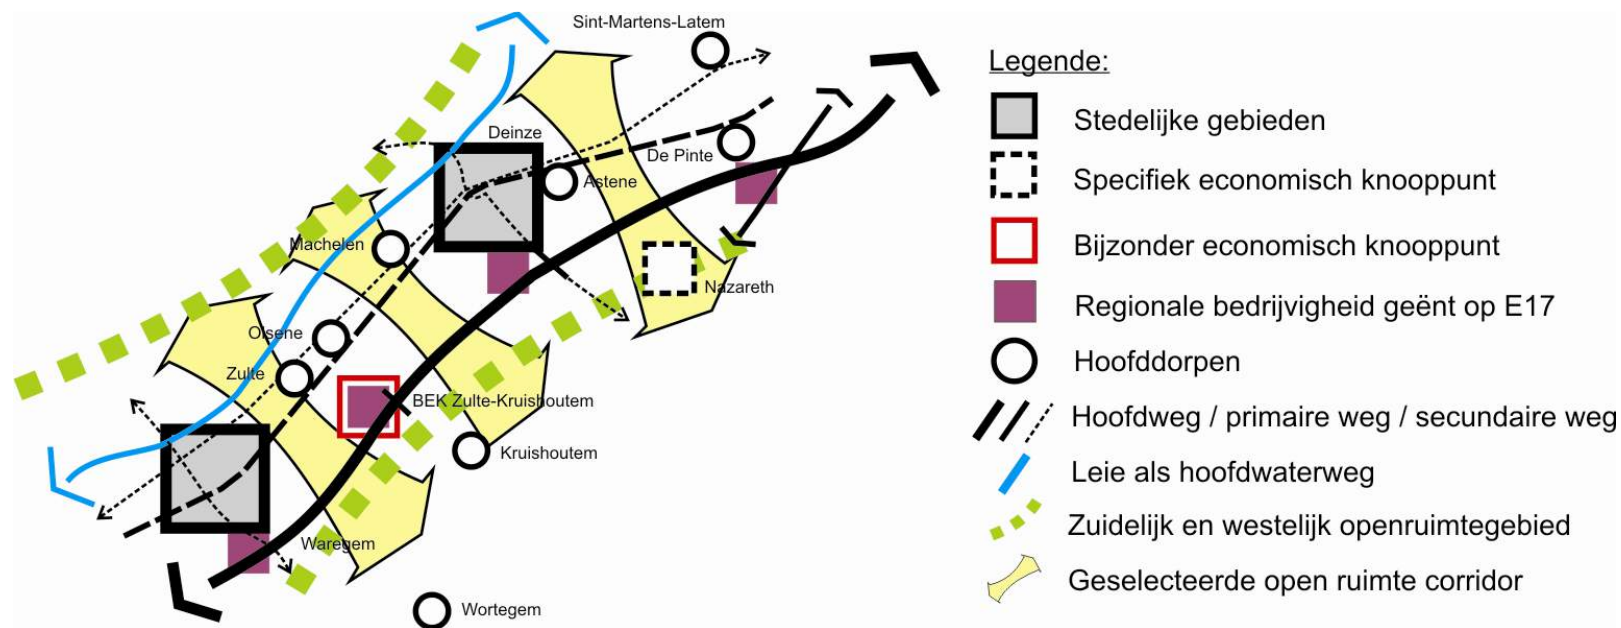 Sint-Martens-Latem
Deinze
De Pinte
Astene
Machelen
Nazareth
Olsene
Zulte
BEK Zulte-Kruishoutem
Kruishoutem
Waregem
Wortegem
Legende:
Stedelijke gebieden
Specifiek economisch knooppunt
Bijzonder economisch knooppunt
Regionale bedrijvigheid geënt op E17
Hoofddorpen
Hoofdweg / primaire weg / secundaire weg
Leie als hoofdwaterweg
Zuidelijk en westelijk openruimtegebied
Geselecteerde open ruimte corridor